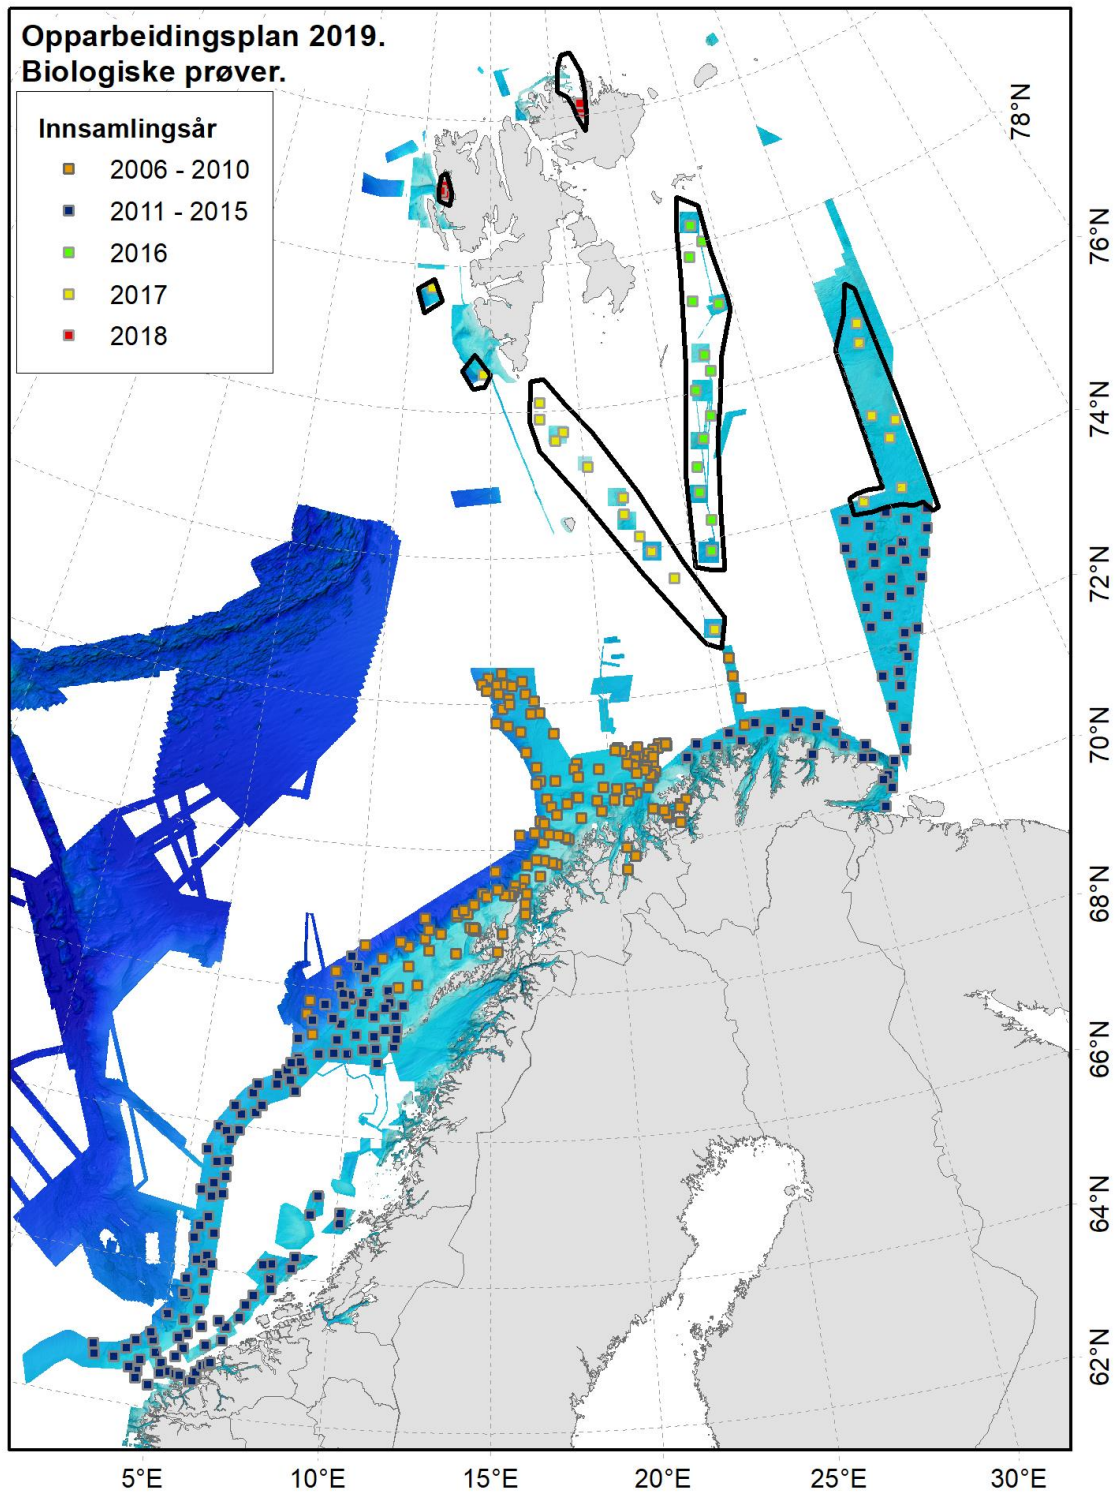 Opparbeidingsplan 2019.
Biologiske prøver.
Innsamlingsår
2006 - 2010
2011 - 2015
2016
2017
2018
78°N
76°N
74°N
72°N
70°N
68°N
66°N
64°N
62°N
5°E
10°E
15°E
20°E
25°E
30°E